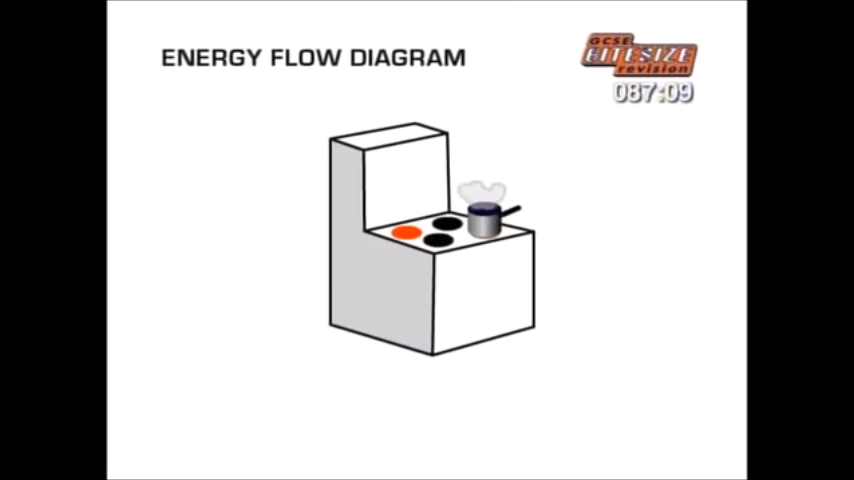 ENERGY FLOW DIAGRAM
GCSE
BITESIZE
revision
087:09